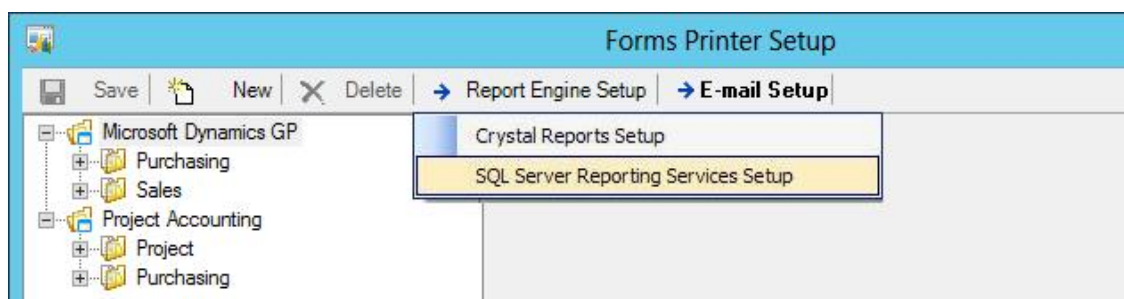 Forms Printer Setup
Save New Delete Report Engine Setup E-mail Setup
Microsoft Dynamics GP
Crystal Reports Setup
Purchasing
SQL Server Reporting Services Setup
Sales
Project Accounting
Project
Purchasing